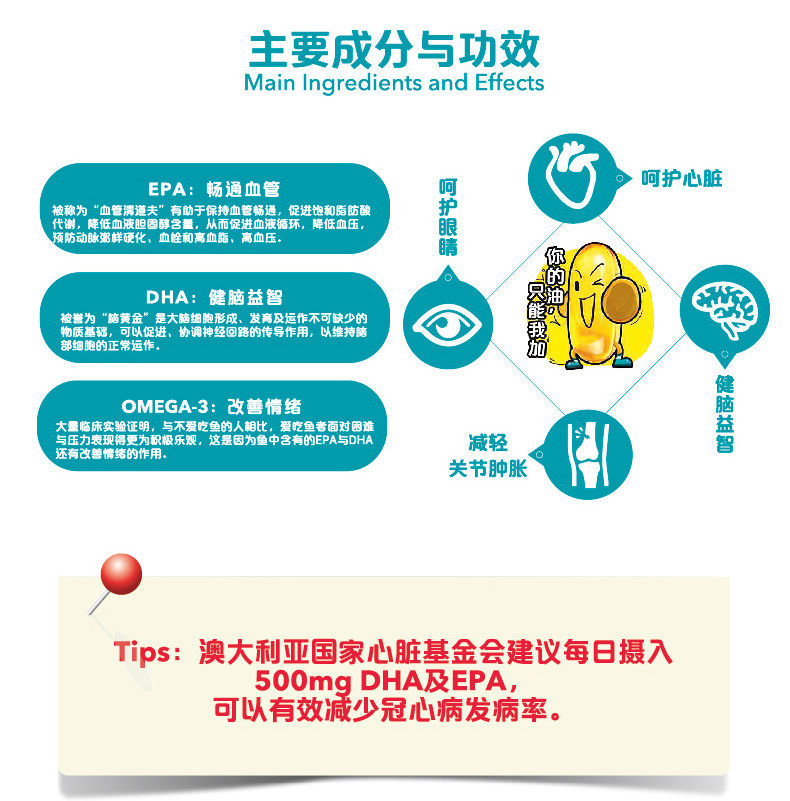 主要成分与功效
Main Ingredients and Effects
EPA：畅通血管
被称为“血管清道夫”有助于保持血管畅通，促进饱和脂肪酸
代谢，降低血液胆固醇含量，从而促进血液循环，降低血压，
预防动脉粥样硬化、血栓和高血脂、高血压。
DHA：健脑益智
被誉为“脑黄金”是大脑细胞形成、发育及运作不可缺少的
物质基础，可以促进、协调神经回路的传导作用，以维持脑
部细胞的正常运作。
OMEGA-3：改善情绪
大量临床实验证明，与不爱吃鱼的人相比，爱吃鱼者面对困难
与压力表现得更为积极乐观，这是因为鱼中含有的EPA与DHA
还有改善情绪的作用。
呵护心脏
呵护眼睛
你的油，
只能我加
健脑益智
减轻
关节肿胀
Tips：澳大利亚国家心脏基金会建议每日摄入
500mg DHA及EPA，
可以有效减少冠心病发病率。